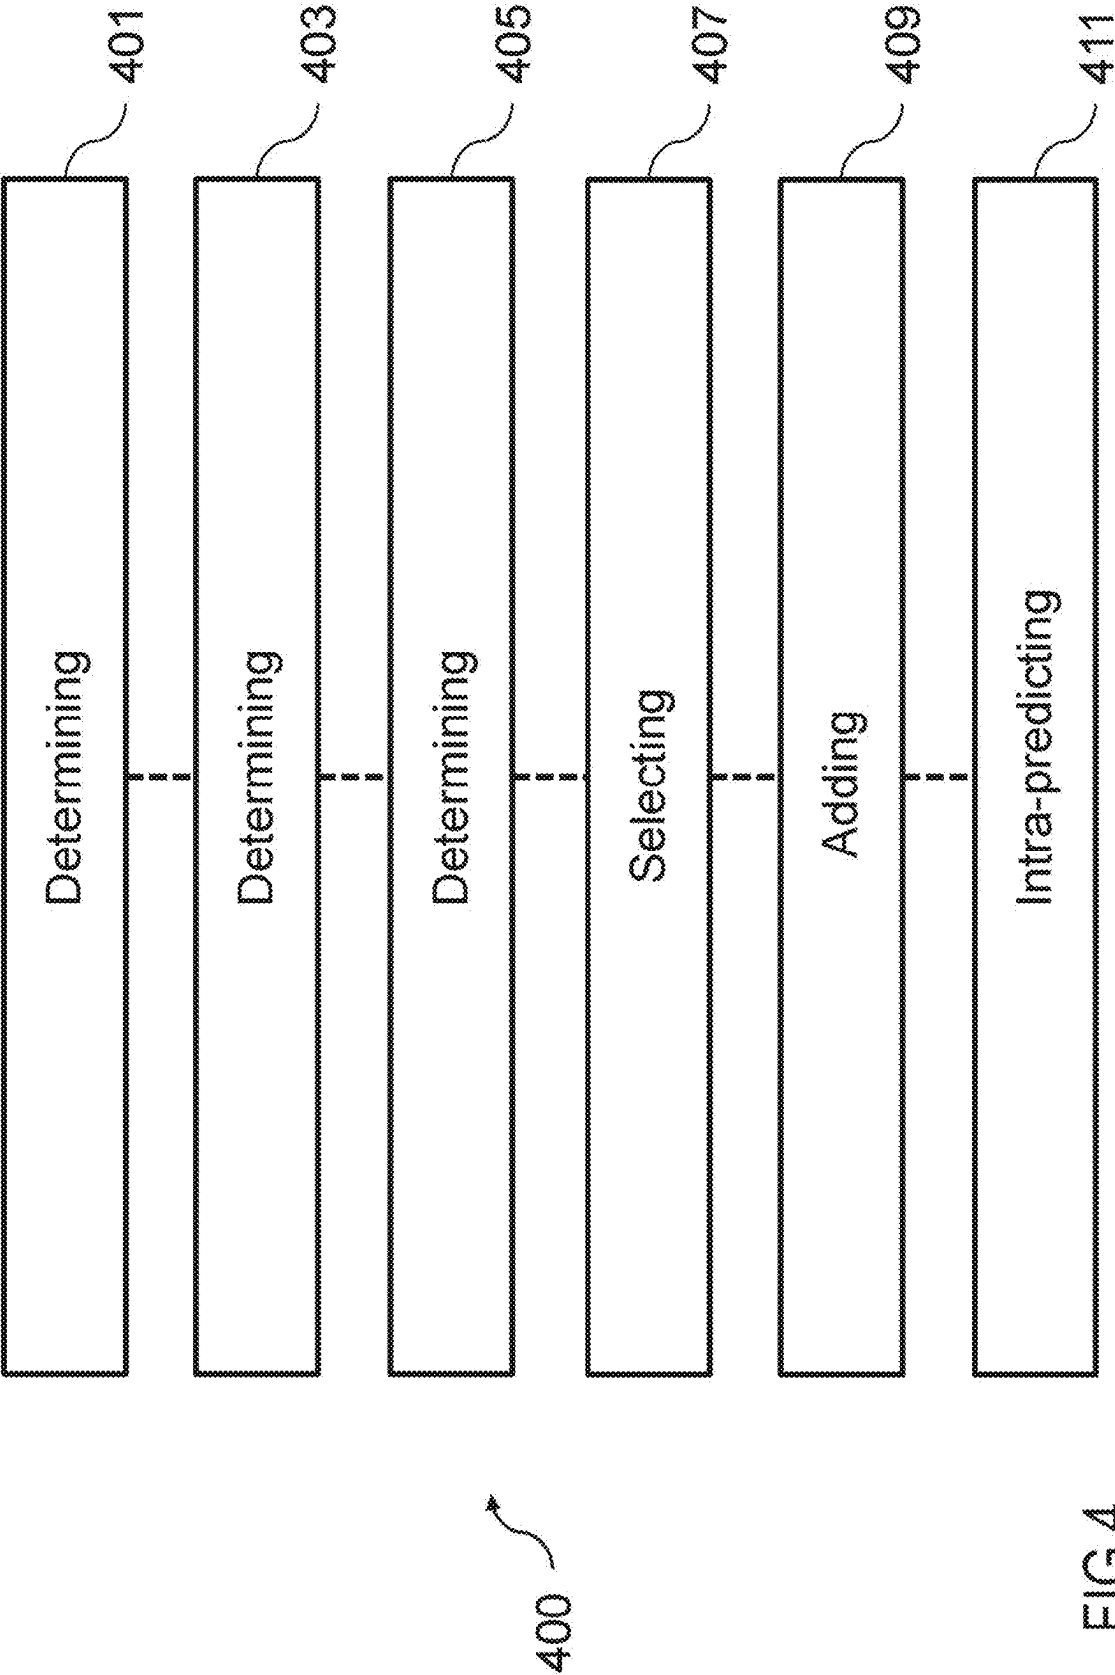 400
Determining
401
Determining
403
Determining
405
Selecting
407
Adding
409
Intra-predicting
411
FIG 4